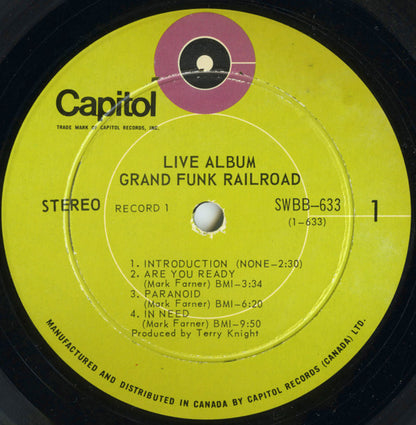 Capitol
TRADE MARK OF CAPITOL RECORDS, INC.
LIVE ALBUM
GRAND FUNK RAILROAD
STEREO
RECORD 1
SWBB–633
(1–633)
1
1. INTRODUCTION (NONE–2:30)
2. ARE YOU READY
(Mark Farner) BMI–3:34
3. PARANOID
(Mark Farner) BMI–6:20
4. IN NEED
(Mark Farner) BMI–9:50
Produced by Terry Knight
MANUFACTURED AND DISTRIBUTED IN CANADA BY CAPITOL RECORDS (CANADA) LTD.